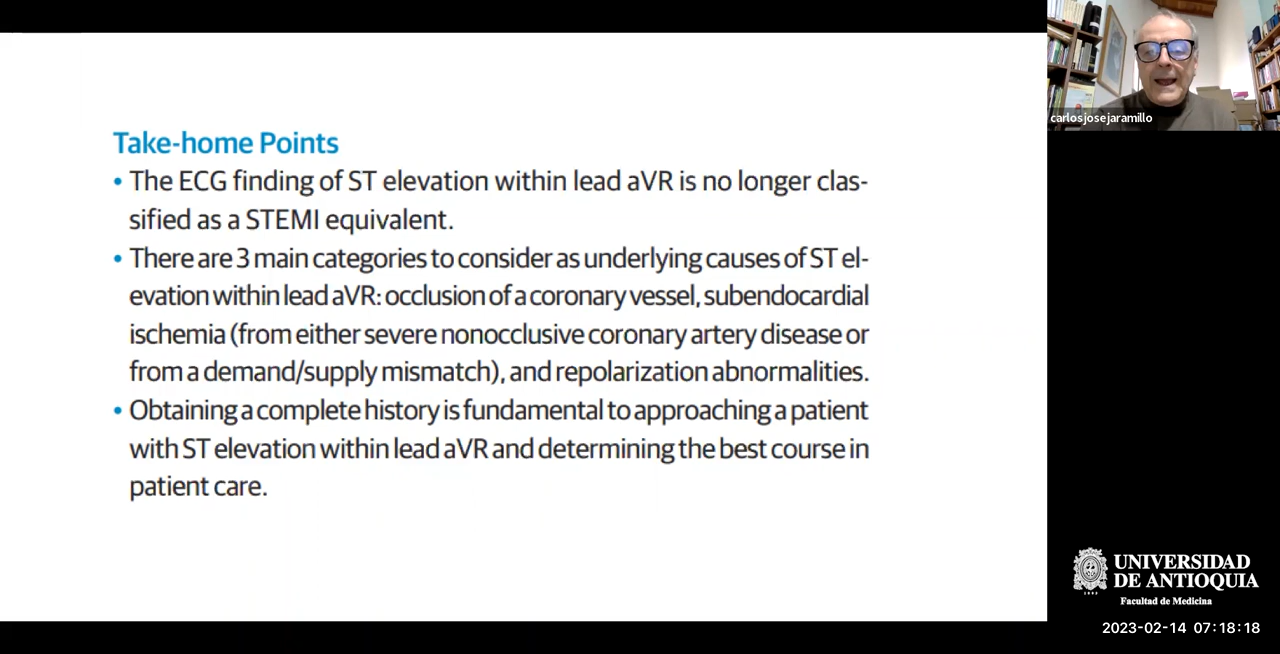 Take-home Points
• The ECG finding of ST elevation within lead aVR is no longer clas-
sified as a STEMI equivalent.
• There are 3 main categories to consider as underlying causes of ST el-
evation within lead aVR: occlusion of a coronary vessel, subendocardial
ischemia (from either severe nonocclusive coronary artery disease or
from a demand/supply mismatch), and repolarization abnormalities.
• Obtaining a complete history is fundamental to approaching a patient
with ST elevation within lead aVR and determining the best course in
patient care.
carlosjosejaramillo
UNIVERSIDAD
DE ANTIOQUIA
1803
Facultad de Medicina
2023-02-14 07:18:18